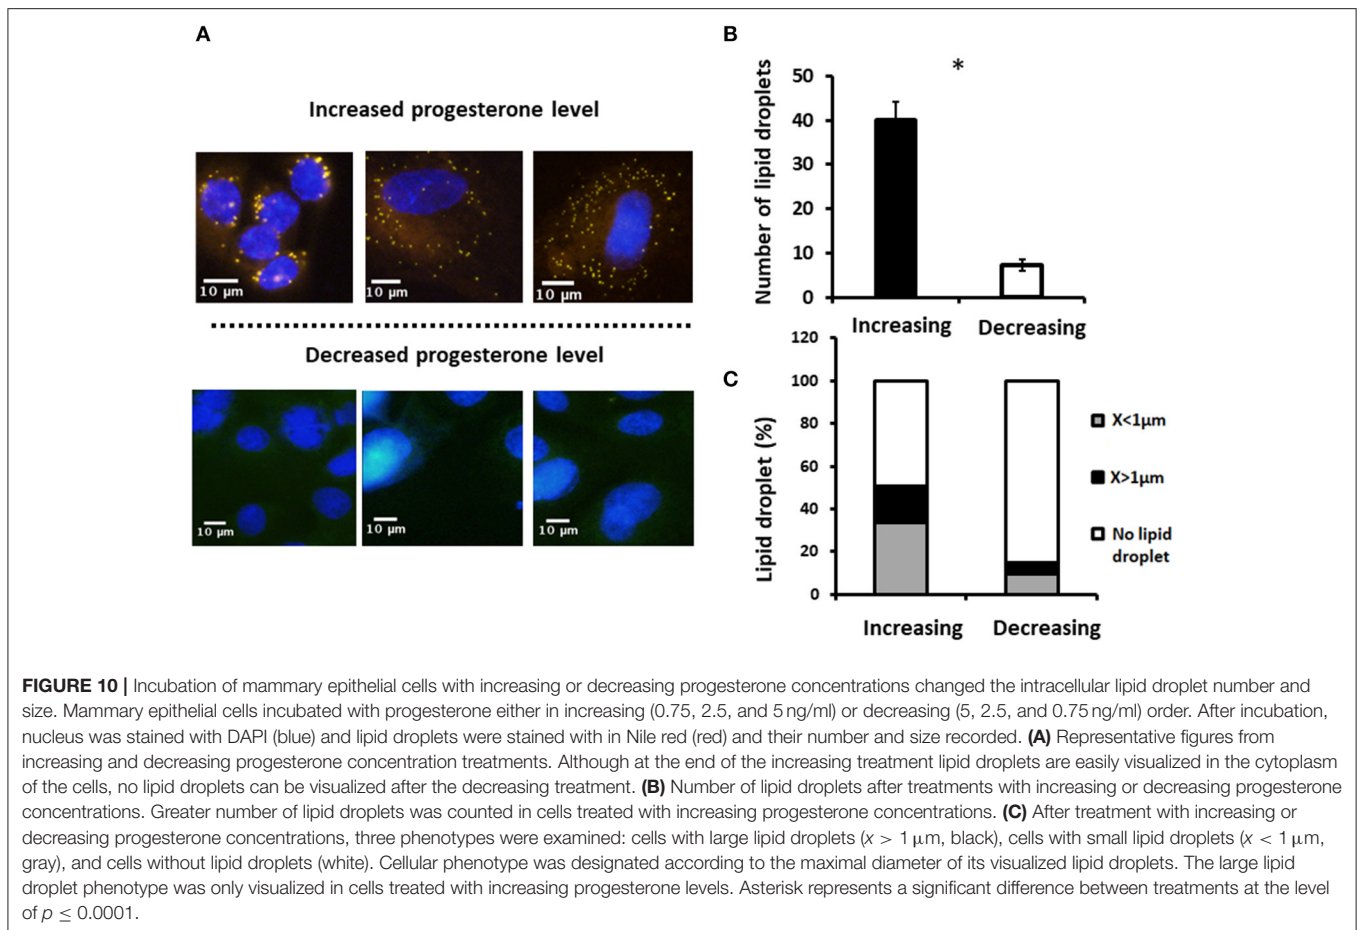 A
Increased progesterone level
10 µm
10 µm
10 µm
Decreased progesterone level
10 µm
10 µm
10 µm
B
*
Number of lipid droplets
50
40
30
20
10
0
Increasing
Decreasing
C
Lipid droplet (%)
120
100
80
60
40
20
0
Increasing
Decreasing
X<1µm
X>1µm
No lipid
droplet
FIGURE 10 | Incubation of mammary epithelial cells with increasing or decreasing progesterone concentrations changed the intracellular lipid droplet number and
size. Mammary epithelial cells incubated with progesterone either in increasing (0.75, 2.5, and 5 ng/ml) or decreasing (5, 2.5, and 0.75 ng/ml) order. After incubation,
nucleus was stained with DAPI (blue) and lipid droplets were stained with in Nile red (red) and their number and size recorded. (A) Representative figures from
increasing and decreasing progesterone concentration treatments. Although at the end of the increasing treatment lipid droplets are easily visualized in the cytoplasm
of the cells, no lipid droplets can be visualized after the decreasing treatment. (B) Number of lipid droplets after treatments with increasing or decreasing progesterone
concentrations. Greater number of lipid droplets was counted in cells treated with increasing progesterone concentrations. (C) After treatment with increasing or
decreasing progesterone concentrations, three phenotypes were examined: cells with large lipid droplets (x > 1 µm, black), cells with small lipid droplets (x < 1 µm,
gray), and cells without lipid droplets (white). Cellular phenotype was designated according to the maximal diameter of its visualized lipid droplets. The large lipid
droplet phenotype was only visualized in cells treated with increasing progesterone levels. Asterisk represents a significant difference between treatments at the level
of p ≤ 0.0001.